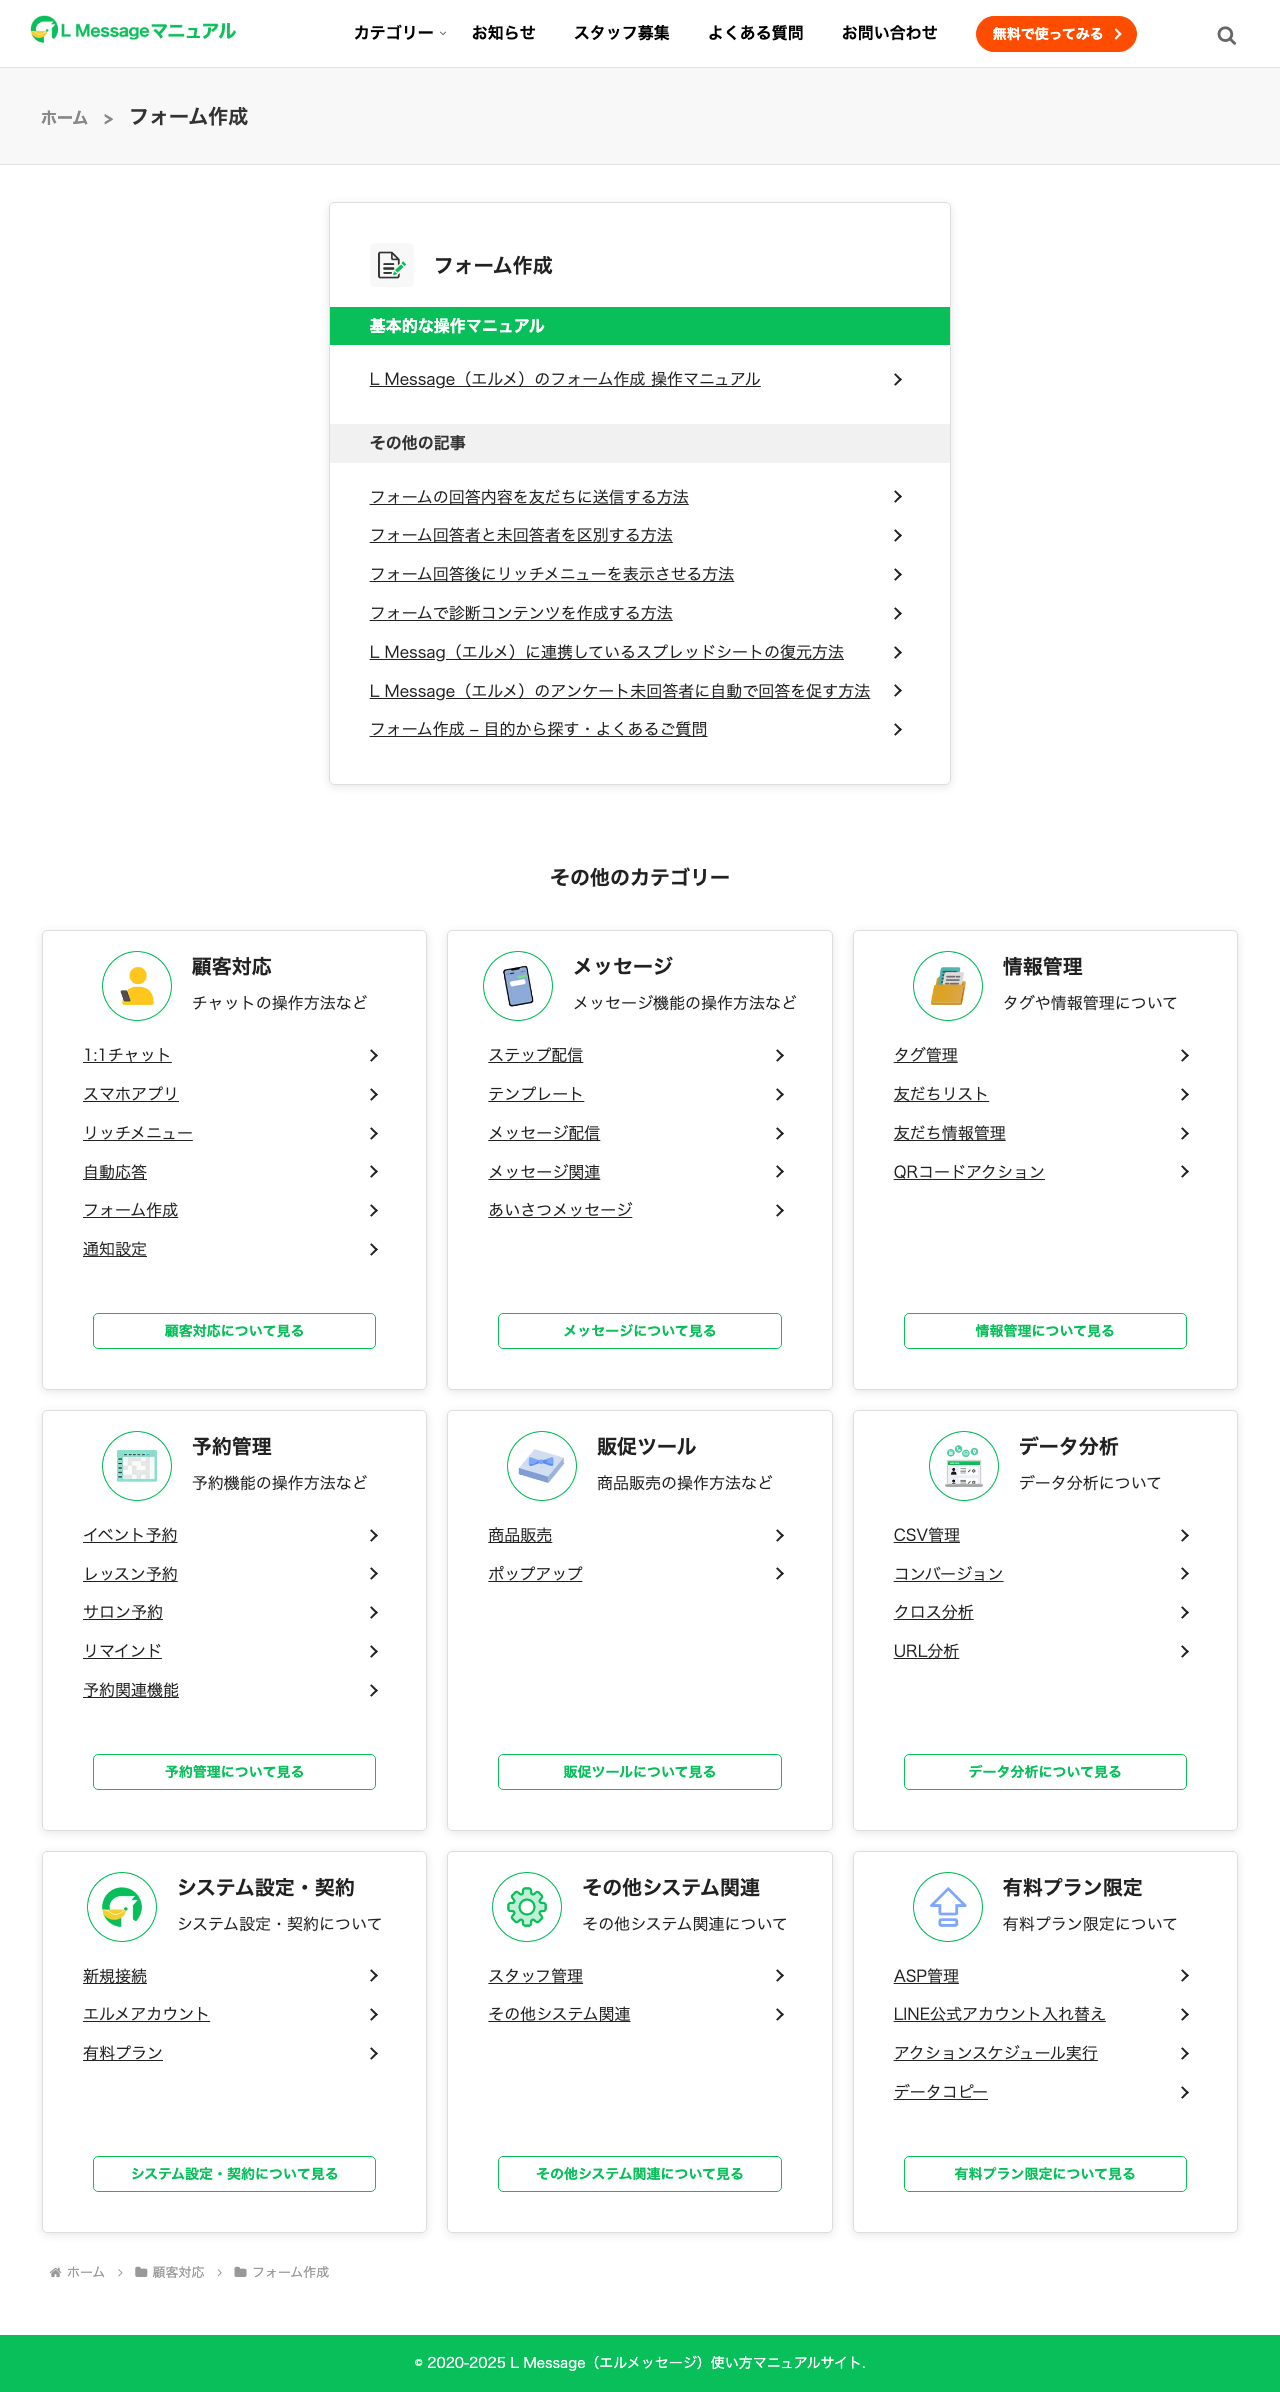 L Messageマニュアル
カテゴリー
お知らせ
スタッフ募集
よくある質問
お問い合わせ
無料で使ってみる
ホーム > フォーム作成
フォーム作成
基本的な操作マニュアル
L Message（エルメ）のフォーム作成 操作マニュアル
その他の記事
フォームの回答内容を友だちに送信する方法
フォーム回答者と未回答者を区別する方法
フォーム回答後にリッチメニューを表示させる方法
フォームで診断コンテンツを作成する方法
L Messag（エルメ）に連携しているスプレッドシートの復元方法
L Message（エルメ）のアンケート未回答者に自動で回答を促す方法
フォーム作成 – 目的から探す・よくあるご質問
その他のカテゴリー
顧客対応
チャットの操作方法など
1:1チャット
スマホアプリ
リッチメニュー
自動応答
フォーム作成
通知設定
顧客対応について見る
メッセージ
メッセージ機能の操作方法など
ステップ配信
テンプレート
メッセージ配信
メッセージ関連
あいさつメッセージ
メッセージについて見る
情報管理
タグや情報管理について
タグ管理
友だちリスト
友だち情報管理
QRコードアクション
情報管理について見る
予約管理
予約機能の操作方法など
イベント予約
レッスン予約
サロン予約
リマインド
予約関連機能
予約管理について見る
販促ツール
商品販売の操作方法など
商品販売
ポップアップ
販促ツールについて見る
データ分析
データ分析について
CSV管理
コンバージョン
クロス分析
URL分析
データ分析について見る
システム設定・契約
システム設定・契約について
新規接続
エルメアカウント
有料プラン
システム設定・契約について見る
その他システム関連
その他システム関連について
スタッフ管理
その他システム関連
その他システム関連について見る
有料プラン限定
有料プラン限定について
ASP管理
LINE公式アカウント入れ替え
アクションスケジュール実行
データコピー
有料プラン限定について見る
ホーム > 顧客対応 > フォーム作成
© 2020-2025 L Message（エルメッセージ）使い方マニュアルサイト.